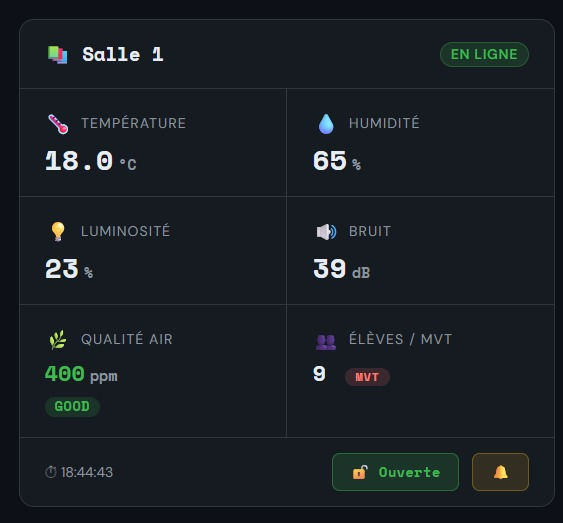 Salle 1
EN LIGNE
TEMPÉRATURE
18.0 °C
HUMIDITÉ
65 %
LUMINOSITÉ
23 %
BRUIT
39 dB
QUALITÉ AIR
400 ppm
GOOD
ÉLÈVES / MVT
9 MVT
18:44:43
Ouverte